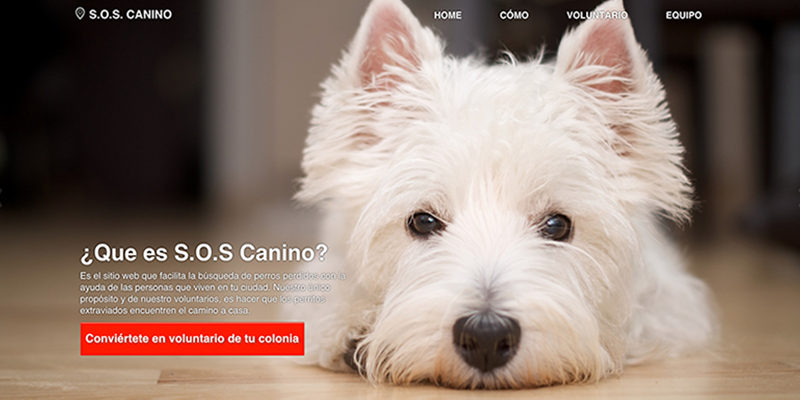 S.O.S. CANINO
HOME CÓMO VOLUNTARIO EQUIPO
¿Que es S.O.S Canino?
Es el sitio web que facilita la búsqueda de perros perdidos con la
ayuda de las personas que viven en tu ciudad. Nuestro único
propósito y de nuestro voluntarios, es hacer que los perritos
extraviados encuentren el camino a casa.
Conviértete en voluntario de tu colonia